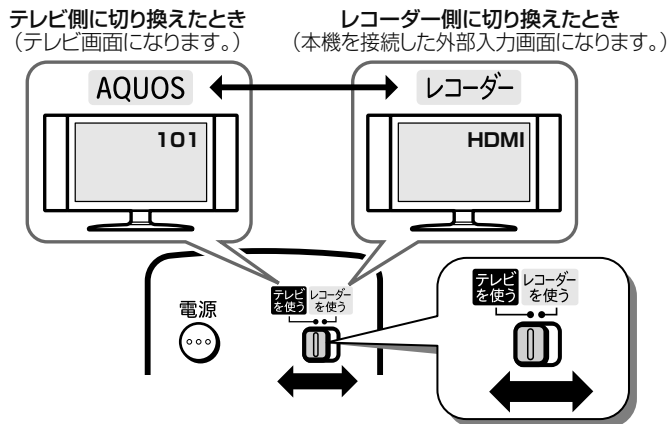 テレビ側に切り換えたとき
（テレビ画面になります。）
レコーダー側に切り換えたとき
（本機を接続した外部入力画面になります。）
AQUOS
レコーダー
101
HDMI
電源
テレビ
を使う
レコーダー
を使う
テレビ
を使う
レコーダー
を使う